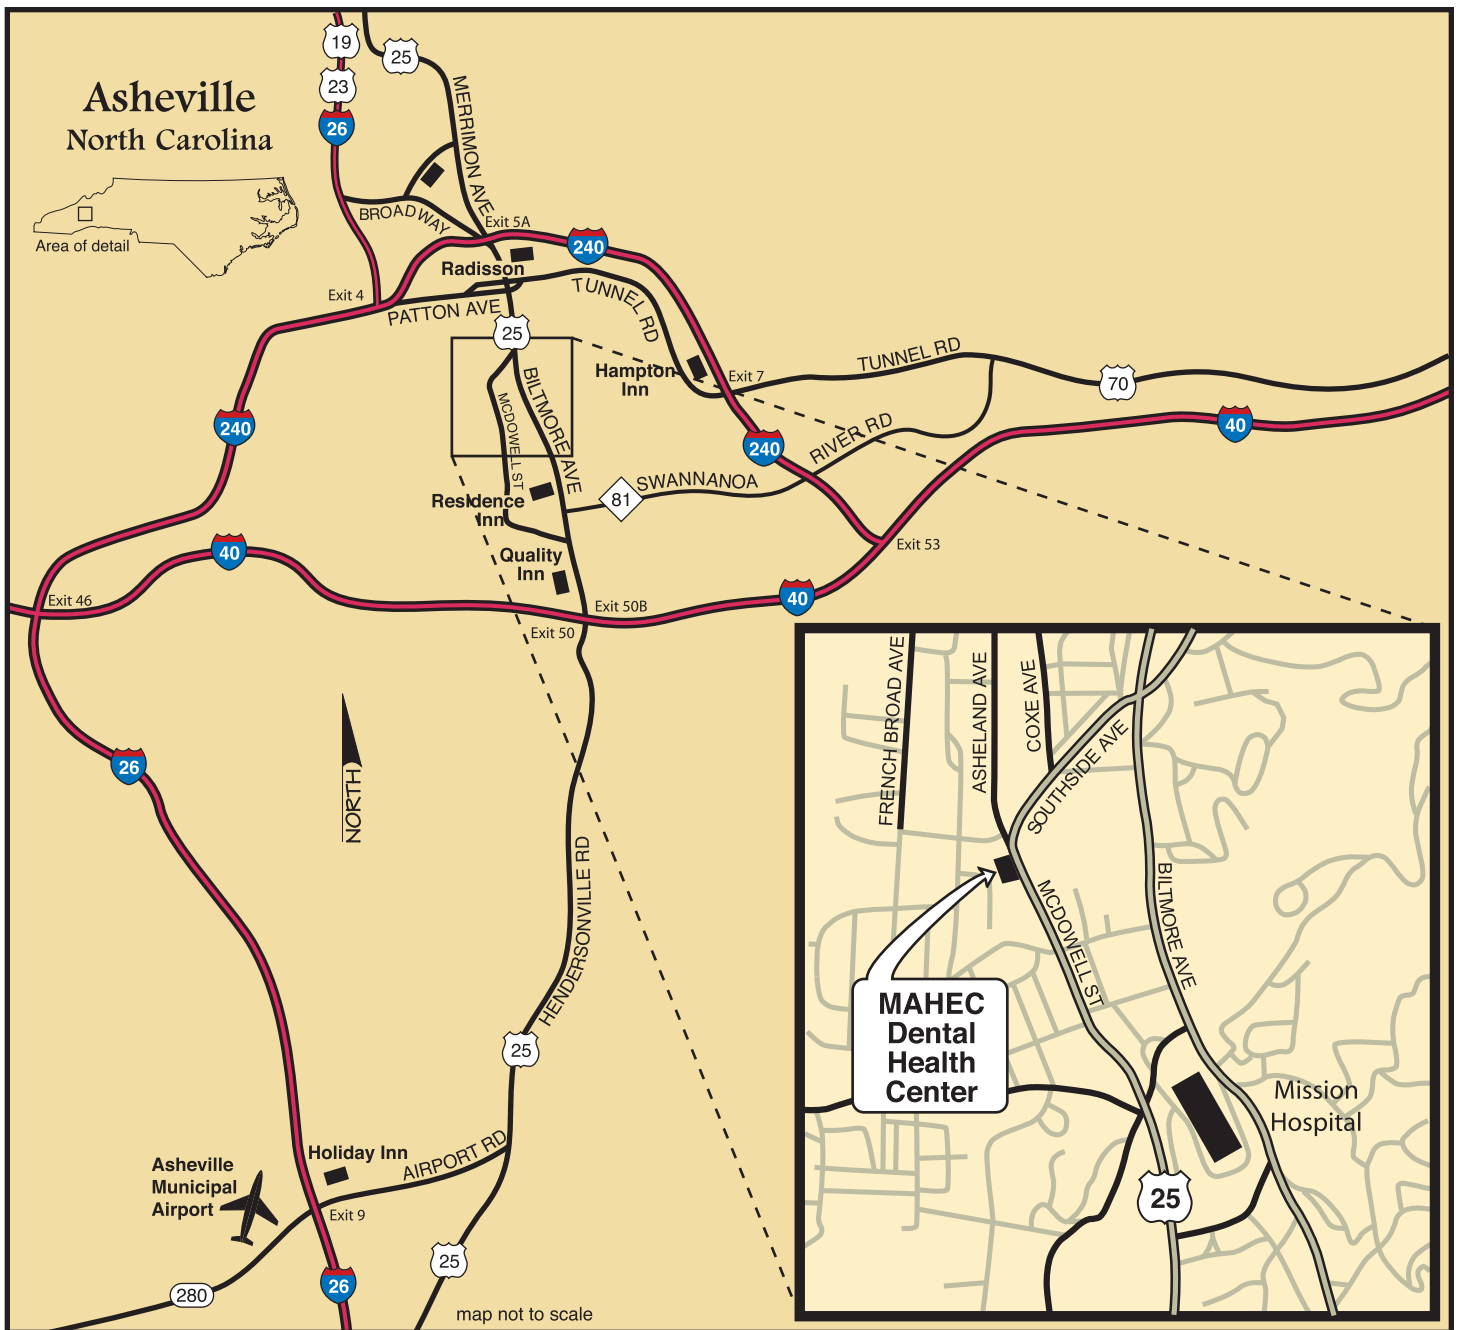 19
25
23
26
Asheville
North Carolina
Area of detail
MERRIMON AVE
BROADWAY
Exit 5A
240
Radisson
Exit 4
PATTON AVE
TUNNEL RD
25
Hampton
Inn
Exit 7
TUNNEL RD
70
BILTMORE AVE
MCDOWELL ST
240
240
RIVER RD
40
SWANNANOA
81
Residence
Inn
Quality
Inn
40
Exit 53
Exit 46
40
Exit 50B
Exit 50
26
NORTH
HENDERSONVILLE RD
25
Holiday Inn
AIRPORT RD
Asheville
Municipal
Airport
Exit 9
25
26
280
map not to scale
FRENCH BROAD AVE
ASHELAND AVE
COXE AVE
SOUTHSIDE AVE
MCDOWELL ST
BILTMORE AVE
MAHEC
Dental
Health
Center
Mission
Hospital
25